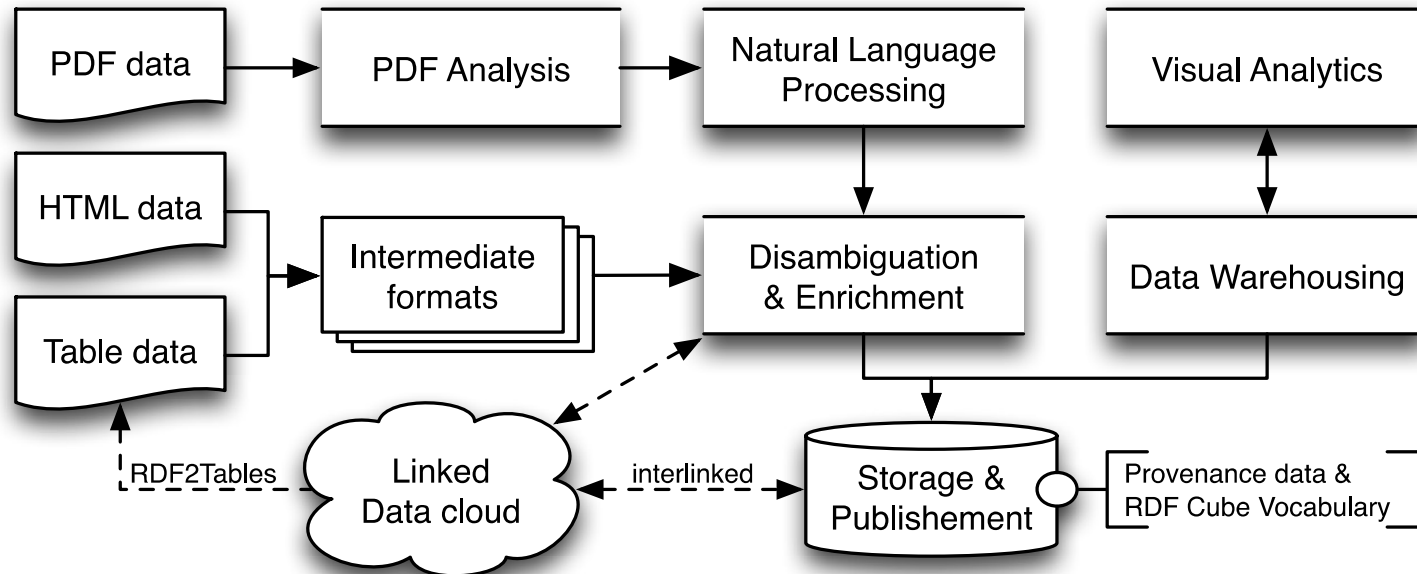 PDF data
PDF Analysis
Natural Language
Processing
Visual Analytics
HTML data
Table data
Intermediate
formats
Disambiguation
& Enrichment
Data Warehousing
RDF2Tables
Linked
Data cloud
interlinked
Storage &
Publishement
Provenance data &
RDF Cube Vocabulary